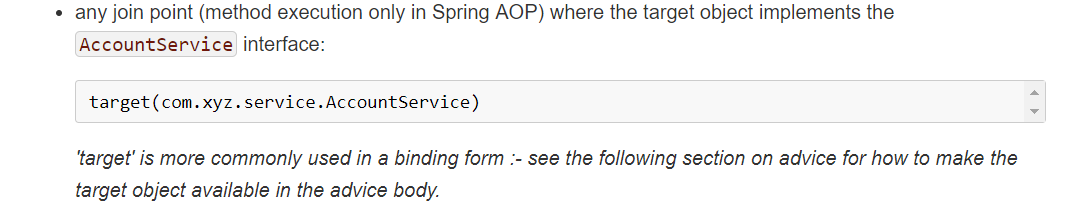 any join point (method execution only in Spring AOP) where the target object implements the
AccountService interface:
target(com.xyz.service.AccountService)
'target' is more commonly used in a binding form :- see the following section on advice for how to make the
target object available in the advice body.